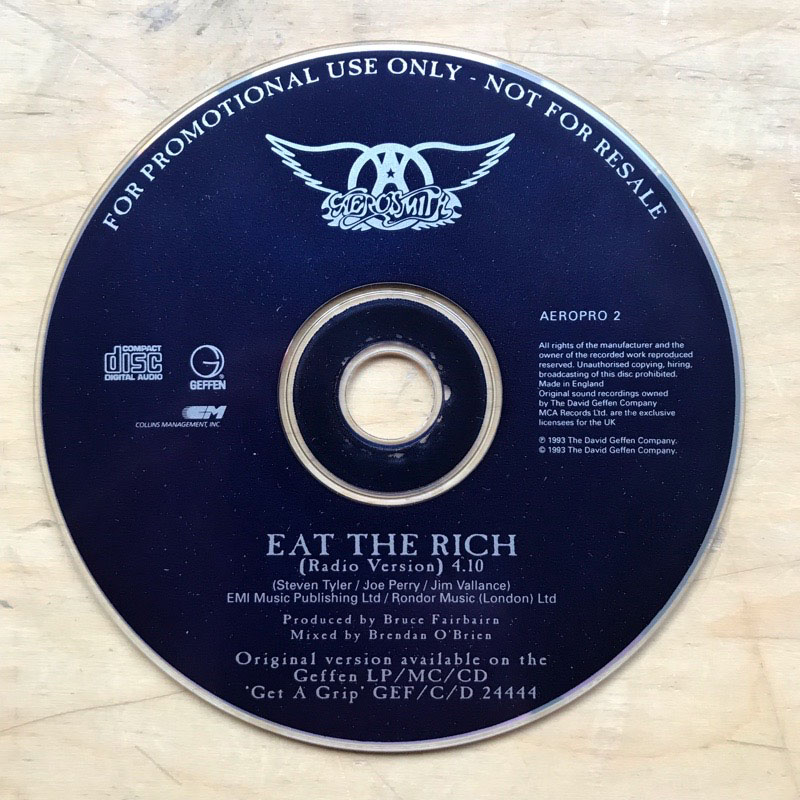 FOR PROMOTIONAL USE ONLY - NOT FOR RESALE
AEROSMITH
AEROPRO 2
COMPACT
disc
DIGITAL AUDIO
G®
GEFFEN
CM
COLLINS MANAGEMENT, INC.
All rights of the manufacturer and the
owner of the recorded work reproduced
reserved. Unauthorised copying, hiring,
broadcasting of this disc prohibited.
Made in England
Original sound recordings owned
by The David Geffen Company
MCA Records Ltd. are the exclusive
licensees for the UK
℗ 1993 The David Geffen Company.
© 1993 The David Geffen Company.
EAT THE RICH
(Radio Version) 4.10
(Steven Tyler / Joe Perry / Jim Vallance)
EMI Music Publishing Ltd / Rondor Music (London) Ltd
Produced by Bruce Fairbairn
Mixed by Brendan O'Brien
Original version available on the
Geffen LP/MC/CD
'Get A Grip' GEF/C/D 24444